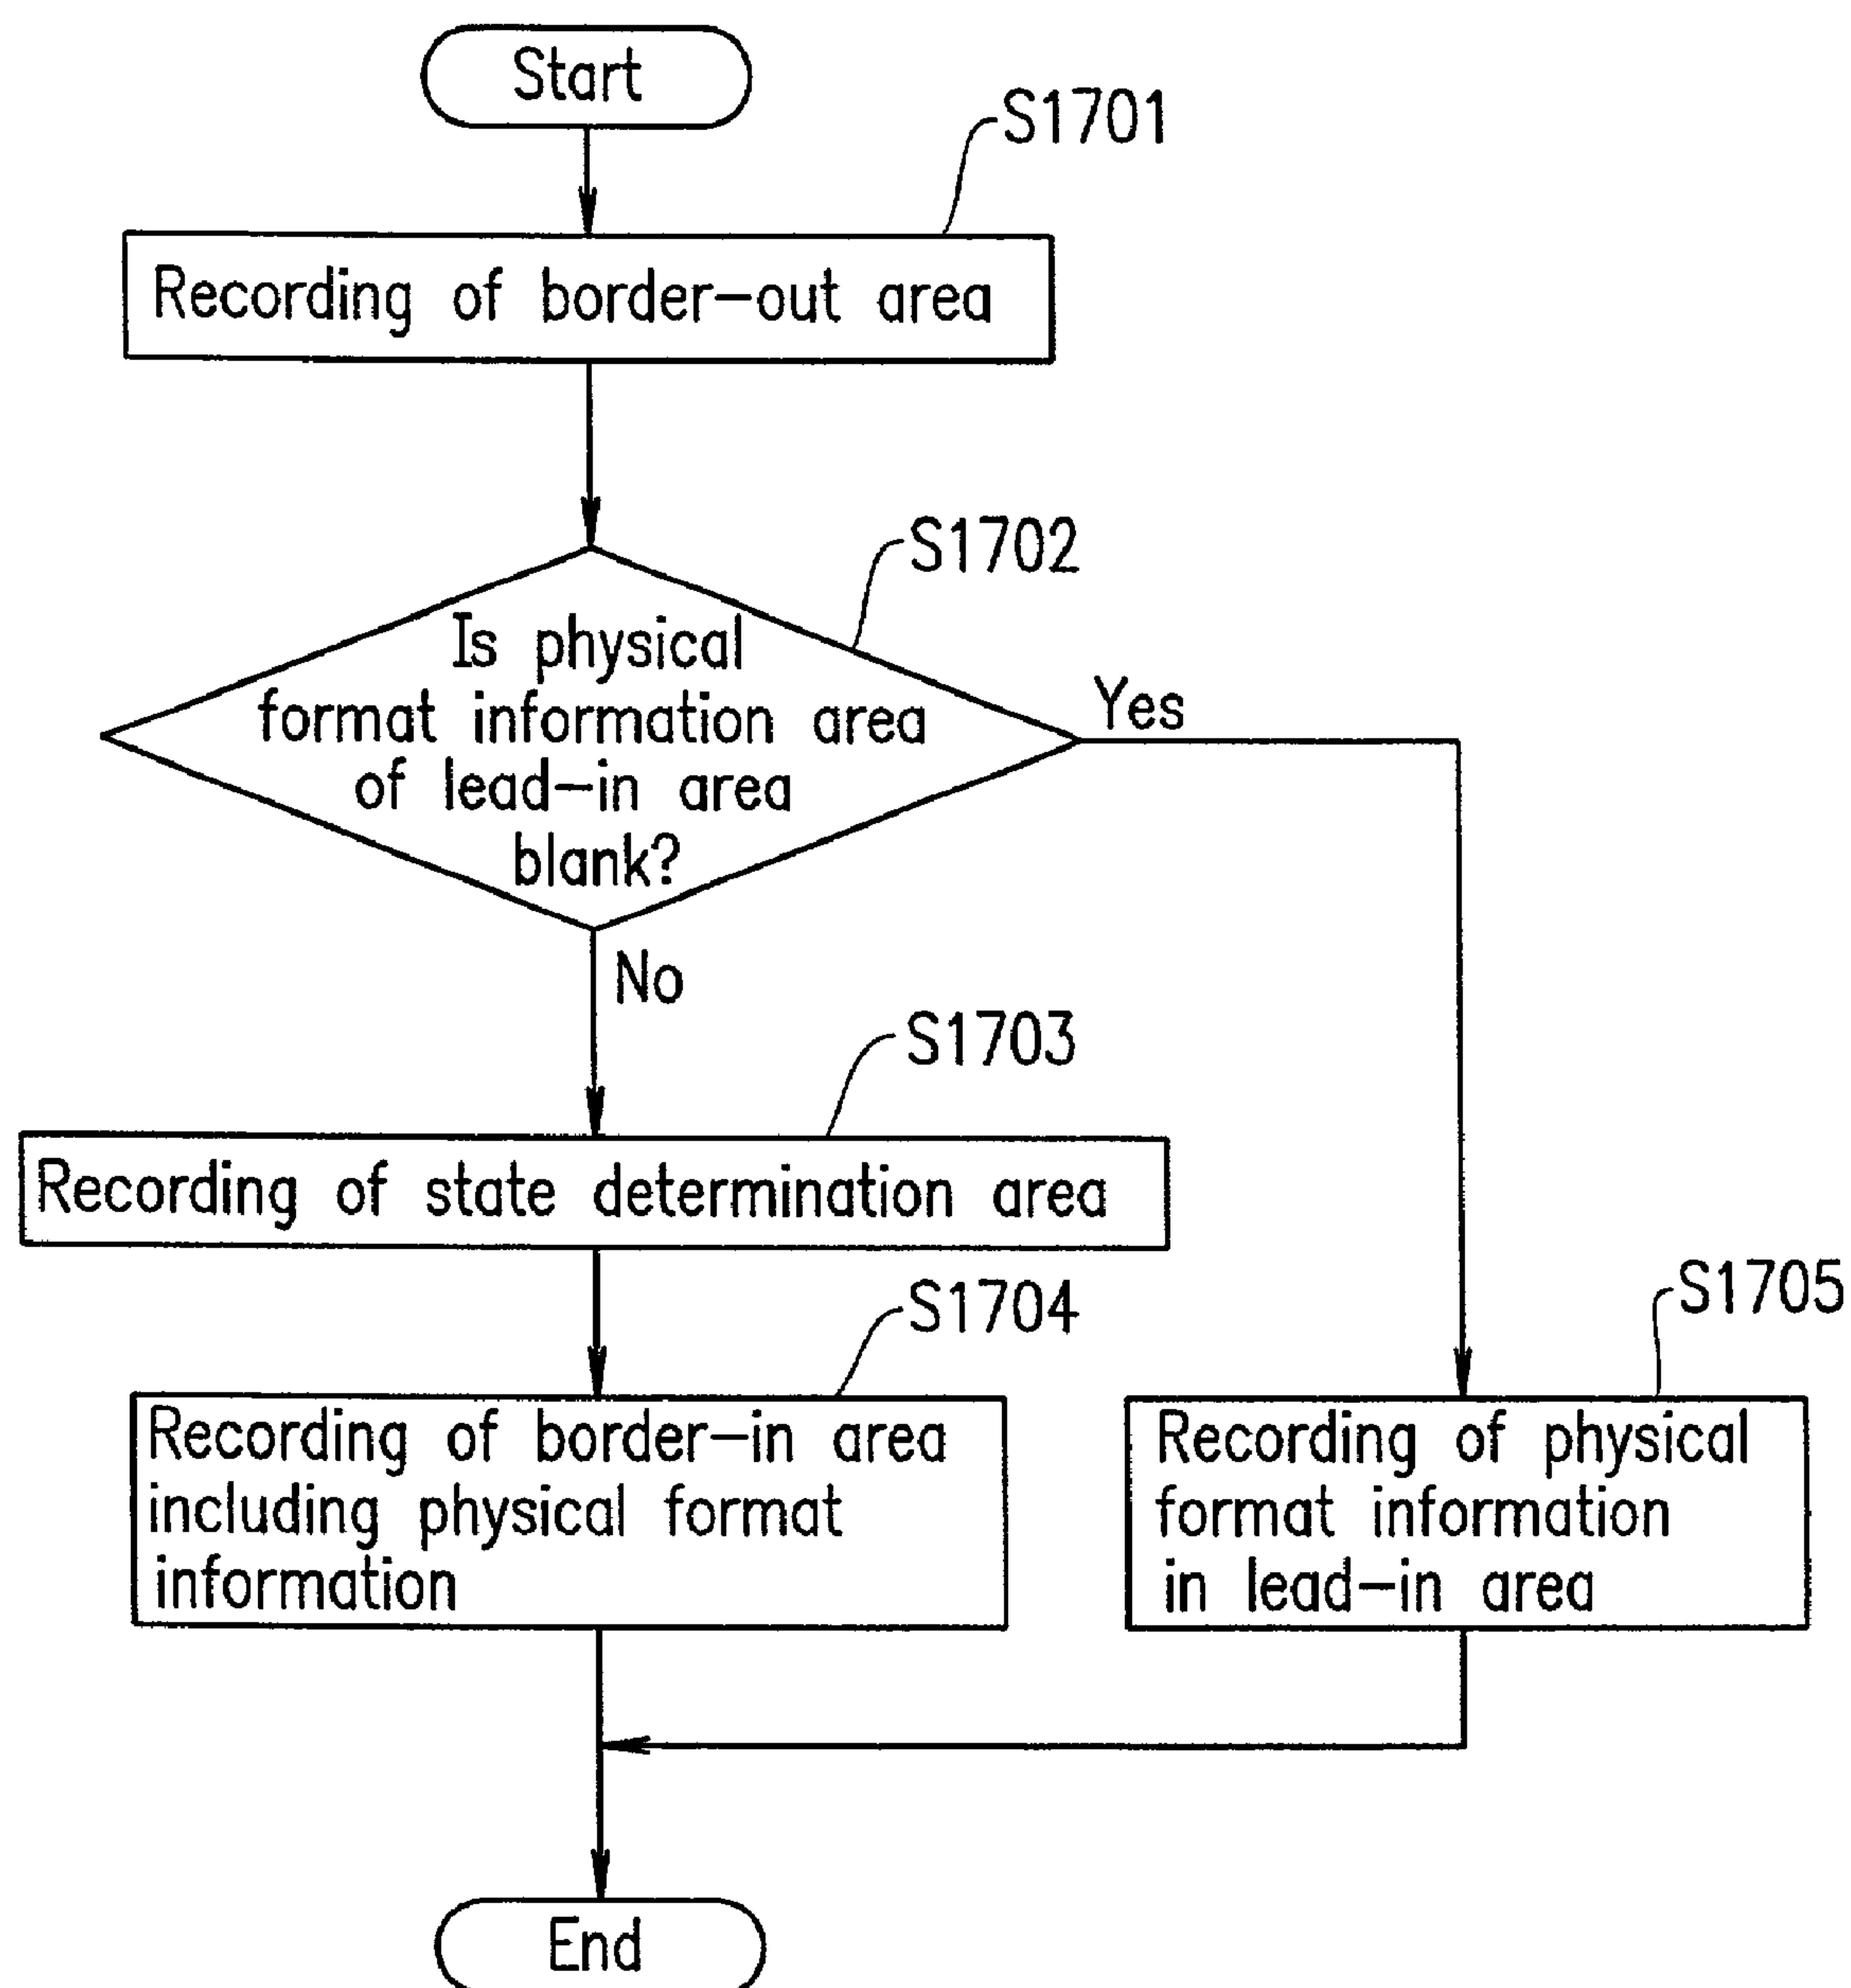 Start
S1701
Recording of border-out area
S1702
Is physical
format information area
of lead-in area
blank?
Yes
No
S1703
Recording of state determination area
S1704
Recording of border-in area
including physical format
information
S1705
Recording of physical
format information
in lead-in area
End